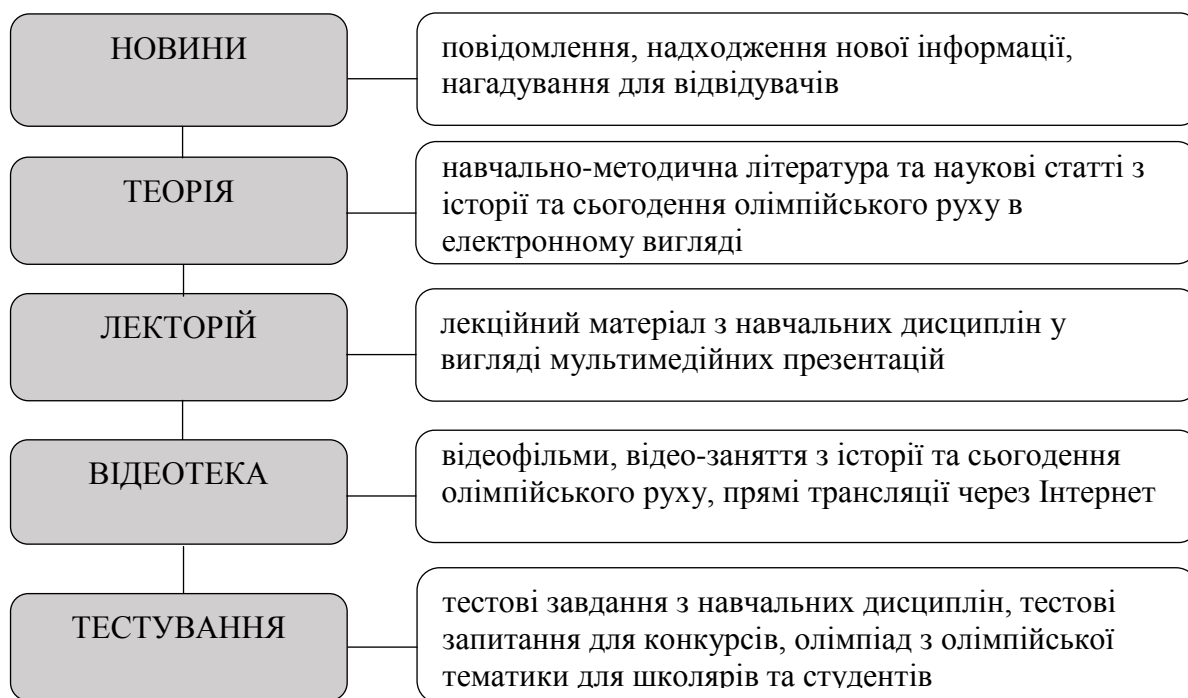 НОВИНИ
повідомлення, надходження нової інформації,
нагадування для відвідувачів
ТЕОРІЯ
навчально-методична література та наукові статті з
історії та сьогодення олімпійського руху в
електронному вигляді
ЛЕКТОРІЙ
лекційний матеріал з навчальних дисциплін у
вигляді мультимедійних презентацій
ВІДЕОТЕКА
відеофільми, відео-заняття з історії та сьогодення
олімпійського руху, прямі трансляції через Інтернет
ТЕСТУВАННЯ
тестові завдання з навчальних дисциплін, тестові
запитання для конкурсів, олімпіад з олімпійської
тематики для школярів та студентів